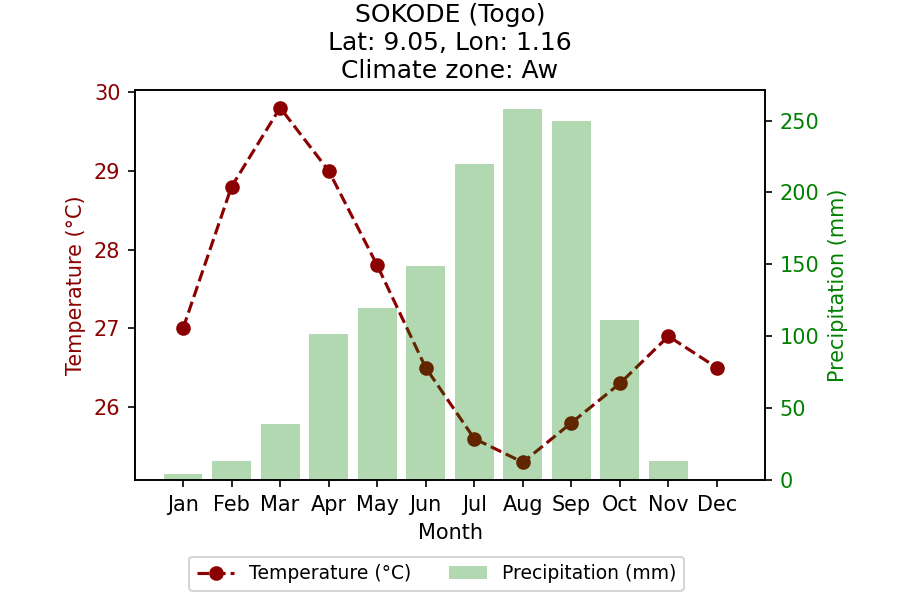 SOKODE (Togo)
Lat: 9.05, Lon: 1.16
Climate zone: Aw
30
29
28
27
26
Temperature (°C)
250
200
150
100
50
0
Precipitation (mm)
Jan Feb Mar Apr May Jun Jul Aug Sep Oct Nov Dec
Month
Temperature (°C) Precipitation (mm)